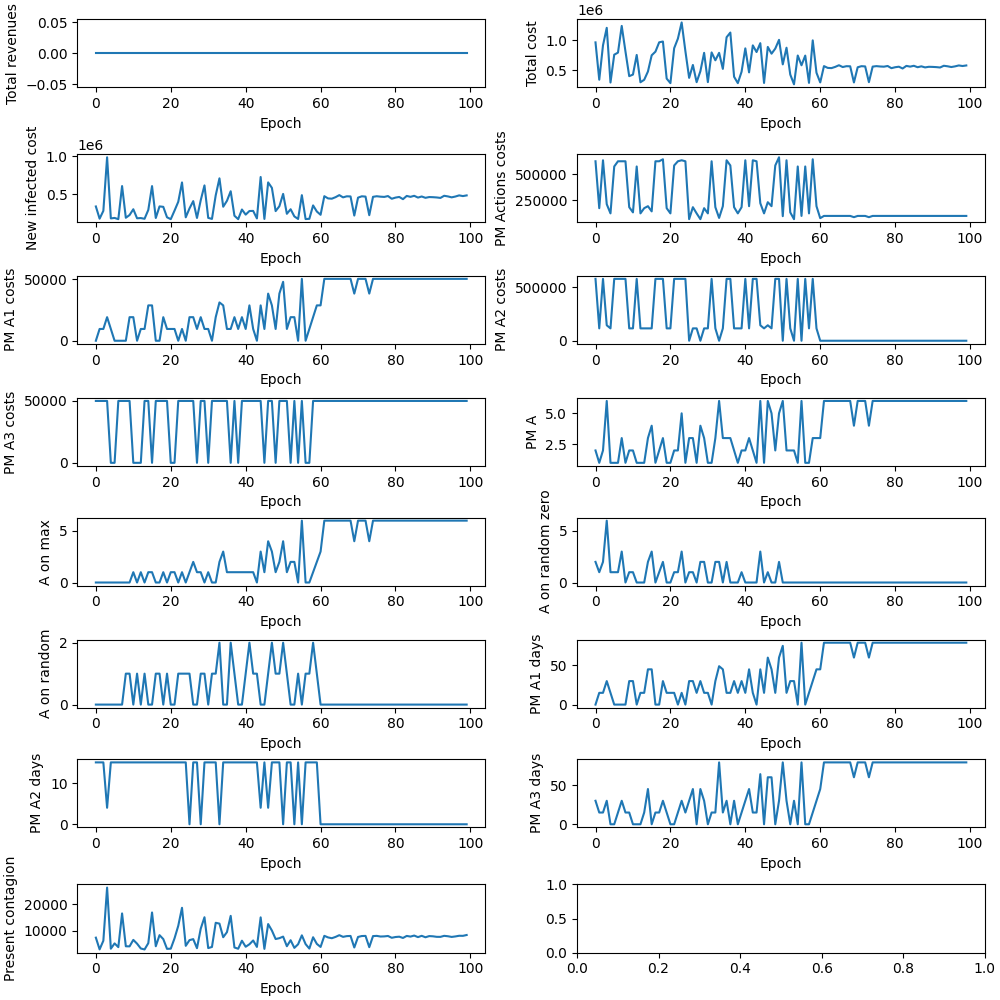 Total revenues
0.05
0.00
−0.05
0 20 40 60 80 100
Epoch
1e6
Total cost
1.0
0.5
0 20 40 60 80 100
Epoch
1e6
New infected cost
1.0
0.5
0 20 40 60 80 100
Epoch
PM Actions costs
500000
250000
0 20 40 60 80 100
Epoch
PM A1 costs
50000
0
0 20 40 60 80 100
Epoch
PM A2 costs
500000
0
0 20 40 60 80 100
Epoch
PM A3 costs
50000
0
0 20 40 60 80 100
Epoch
PM A
5.0
2.5
0 20 40 60 80 100
Epoch
A on max
5
0
0 20 40 60 80 100
Epoch
A on random zero
5
0
0 20 40 60 80 100
Epoch
A on random
2
0
0 20 40 60 80 100
Epoch
PM A1 days
50
0
0 20 40 60 80 100
Epoch
PM A2 days
10
0
0 20 40 60 80 100
Epoch
PM A3 days
50
0
0 20 40 60 80 100
Epoch
Present contagion
20000
10000
0 20 40 60 80 100
Epoch
1.0
0.5
0.0
0.0 0.2 0.4 0.6 0.8 1.0